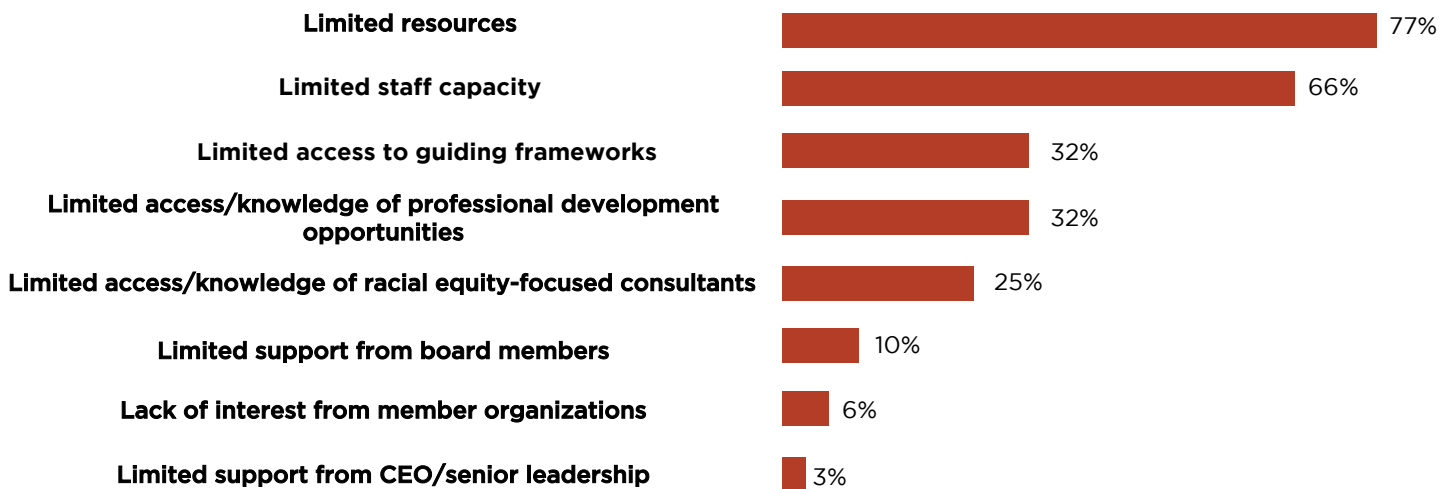 Limited resources 77%
Limited staff capacity 66%
Limited access to guiding frameworks 32%
Limited access/knowledge of professional development
opportunities 32%
Limited access/knowledge of racial equity-focused consultants 25%
Limited support from board members 10%
Lack of interest from member organizations 6%
Limited support from CEO/senior leadership 3%